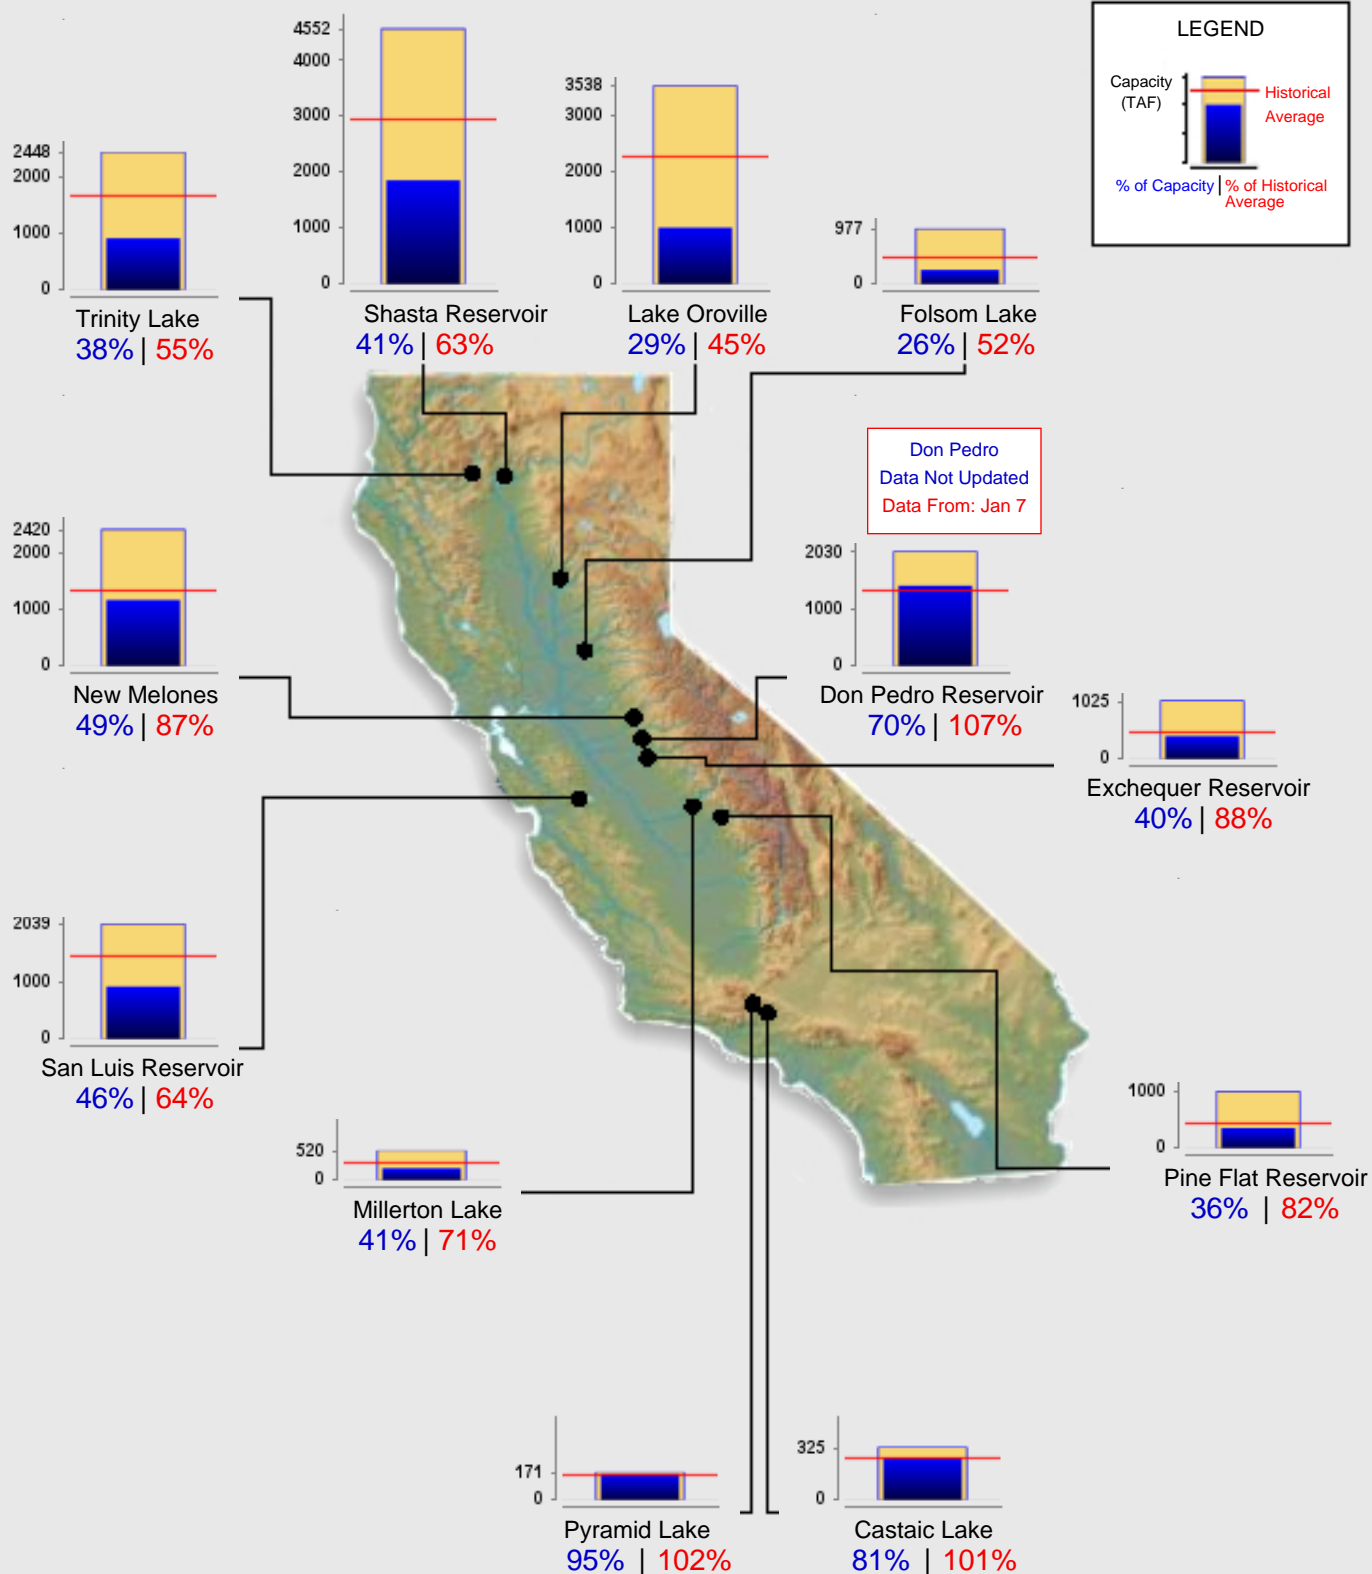 LEGEND
Capacity
(TAF)
Historical
Average
% of Capacity | % of Historical
Average
2448
2000
1000
0
Trinity Lake
38% | 55%
4552
4000
3000
2000
1000
0
Shasta Reservoir
41% | 63%
3538
3000
2000
1000
0
Lake Oroville
29% | 45%
977
0
Folsom Lake
26% | 52%
Don Pedro
Data Not Updated
Data From: Jan 7
2420
2000
1000
0
New Melones
49% | 87%
2030
1000
0
Don Pedro Reservoir
70% | 107%
1025
0
Exchequer Reservoir
40% | 88%
2039
1000
0
San Luis Reservoir
46% | 64%
520
0
Millerton Lake
41% | 71%
1000
0
Pine Flat Reservoir
36% | 82%
171
0
Pyramid Lake
95% | 102%
325
0
Castaic Lake
81% | 101%